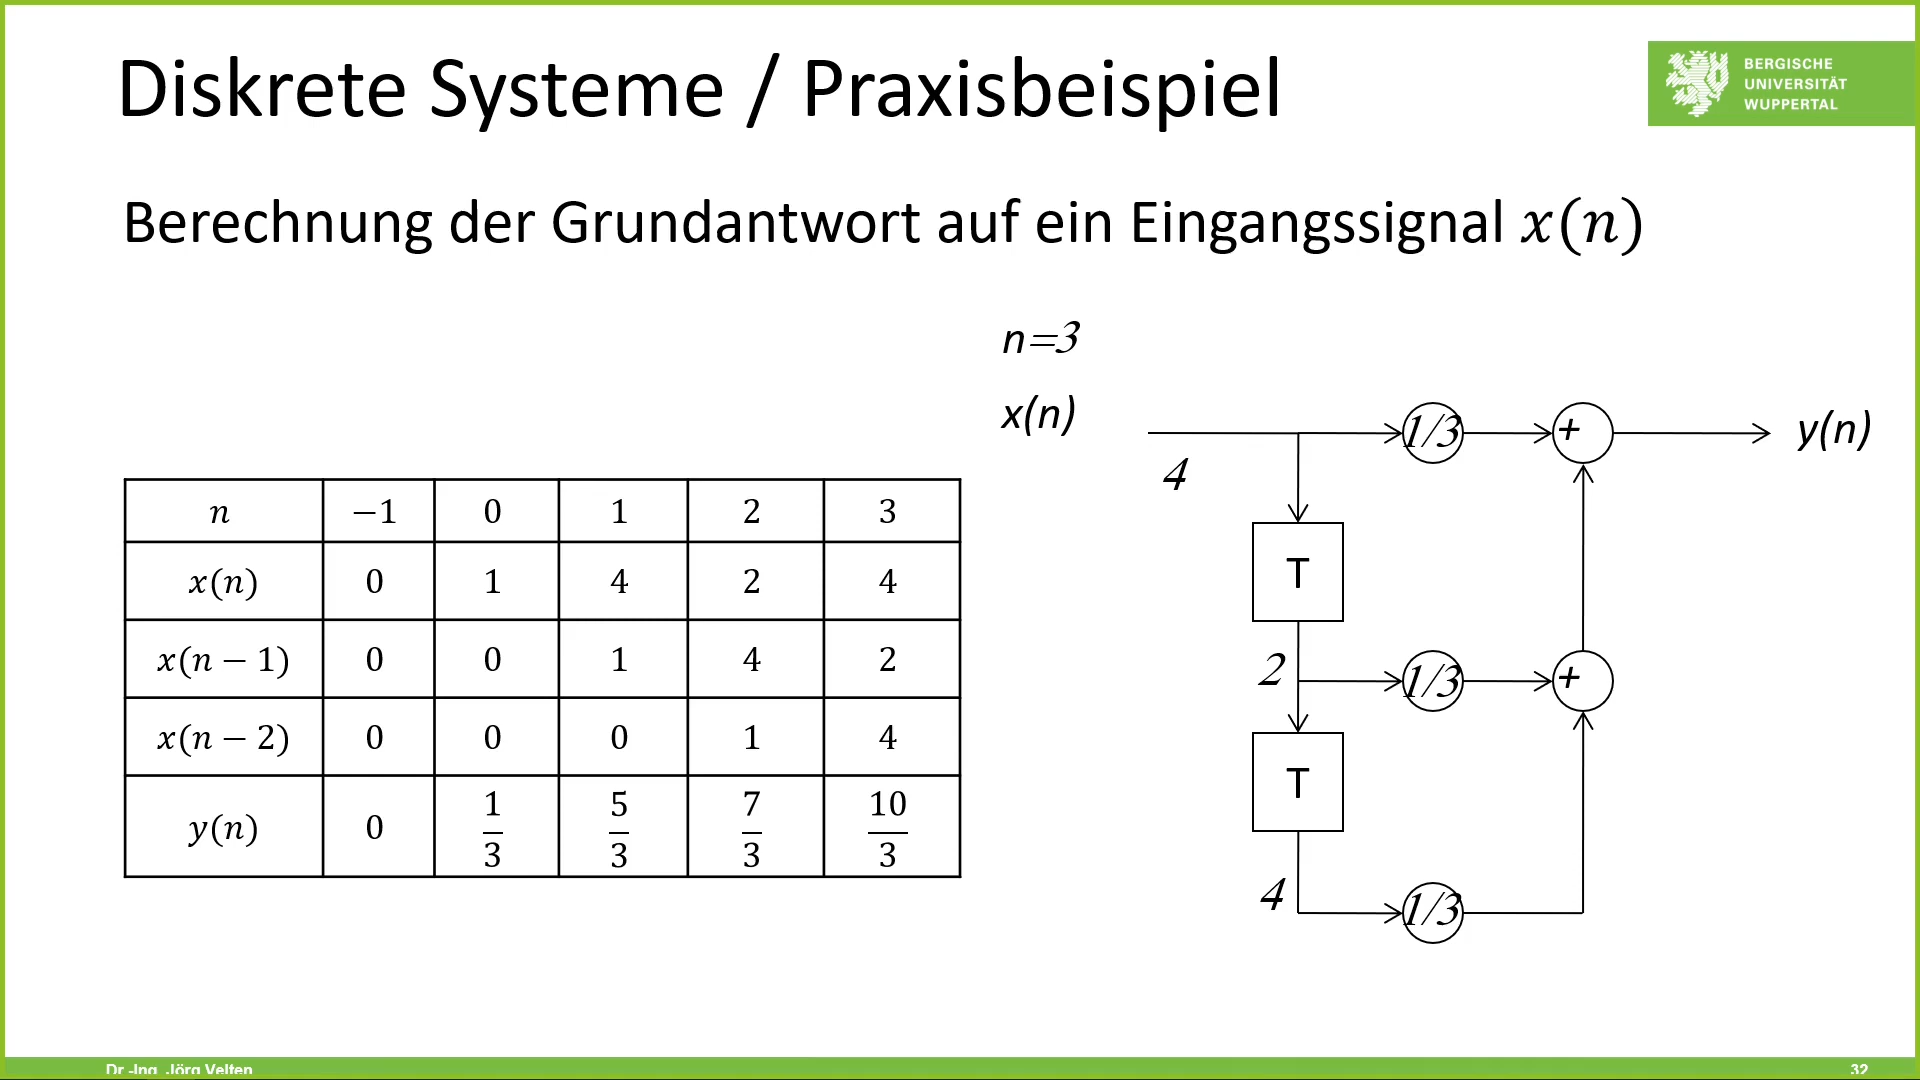 Diskrete Systeme / Praxisbeispiel
BERGISCHE
UNIVERSITÄT
WUPPERTAL
Berechnung der Grundantwort auf ein Eingangssignal x(n)
n=3
x(n)
1/3
+
y(n)
4
T
2
1/3
+
T
4
1/3
n −1 0 1 2 3
x(n) 0 1 4 2 4
x(n − 1) 0 0 1 4 2
x(n − 2) 0 0 0 1 4
y(n) 0 1/3 5/3 7/3 10/3
Dr.-Ing. Jörg Velten
32